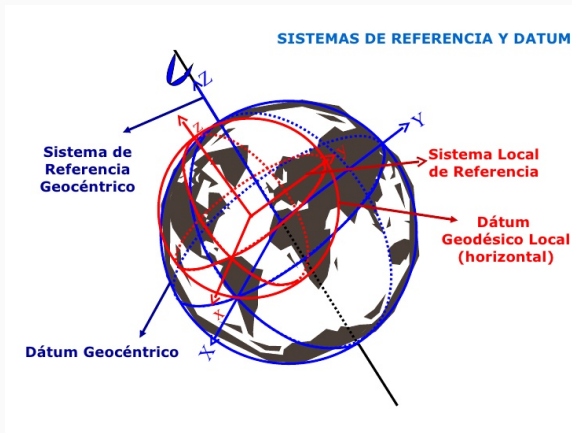 SISTEMAS DE REFERENCIA Y DATUM
Z
Y
Sistema de
Referencia
Geocéntrico
z
Sistema Local
de Referencia
Dátum
Geodésico Local
(horizontal)
x
X
Dátum Geocéntrico